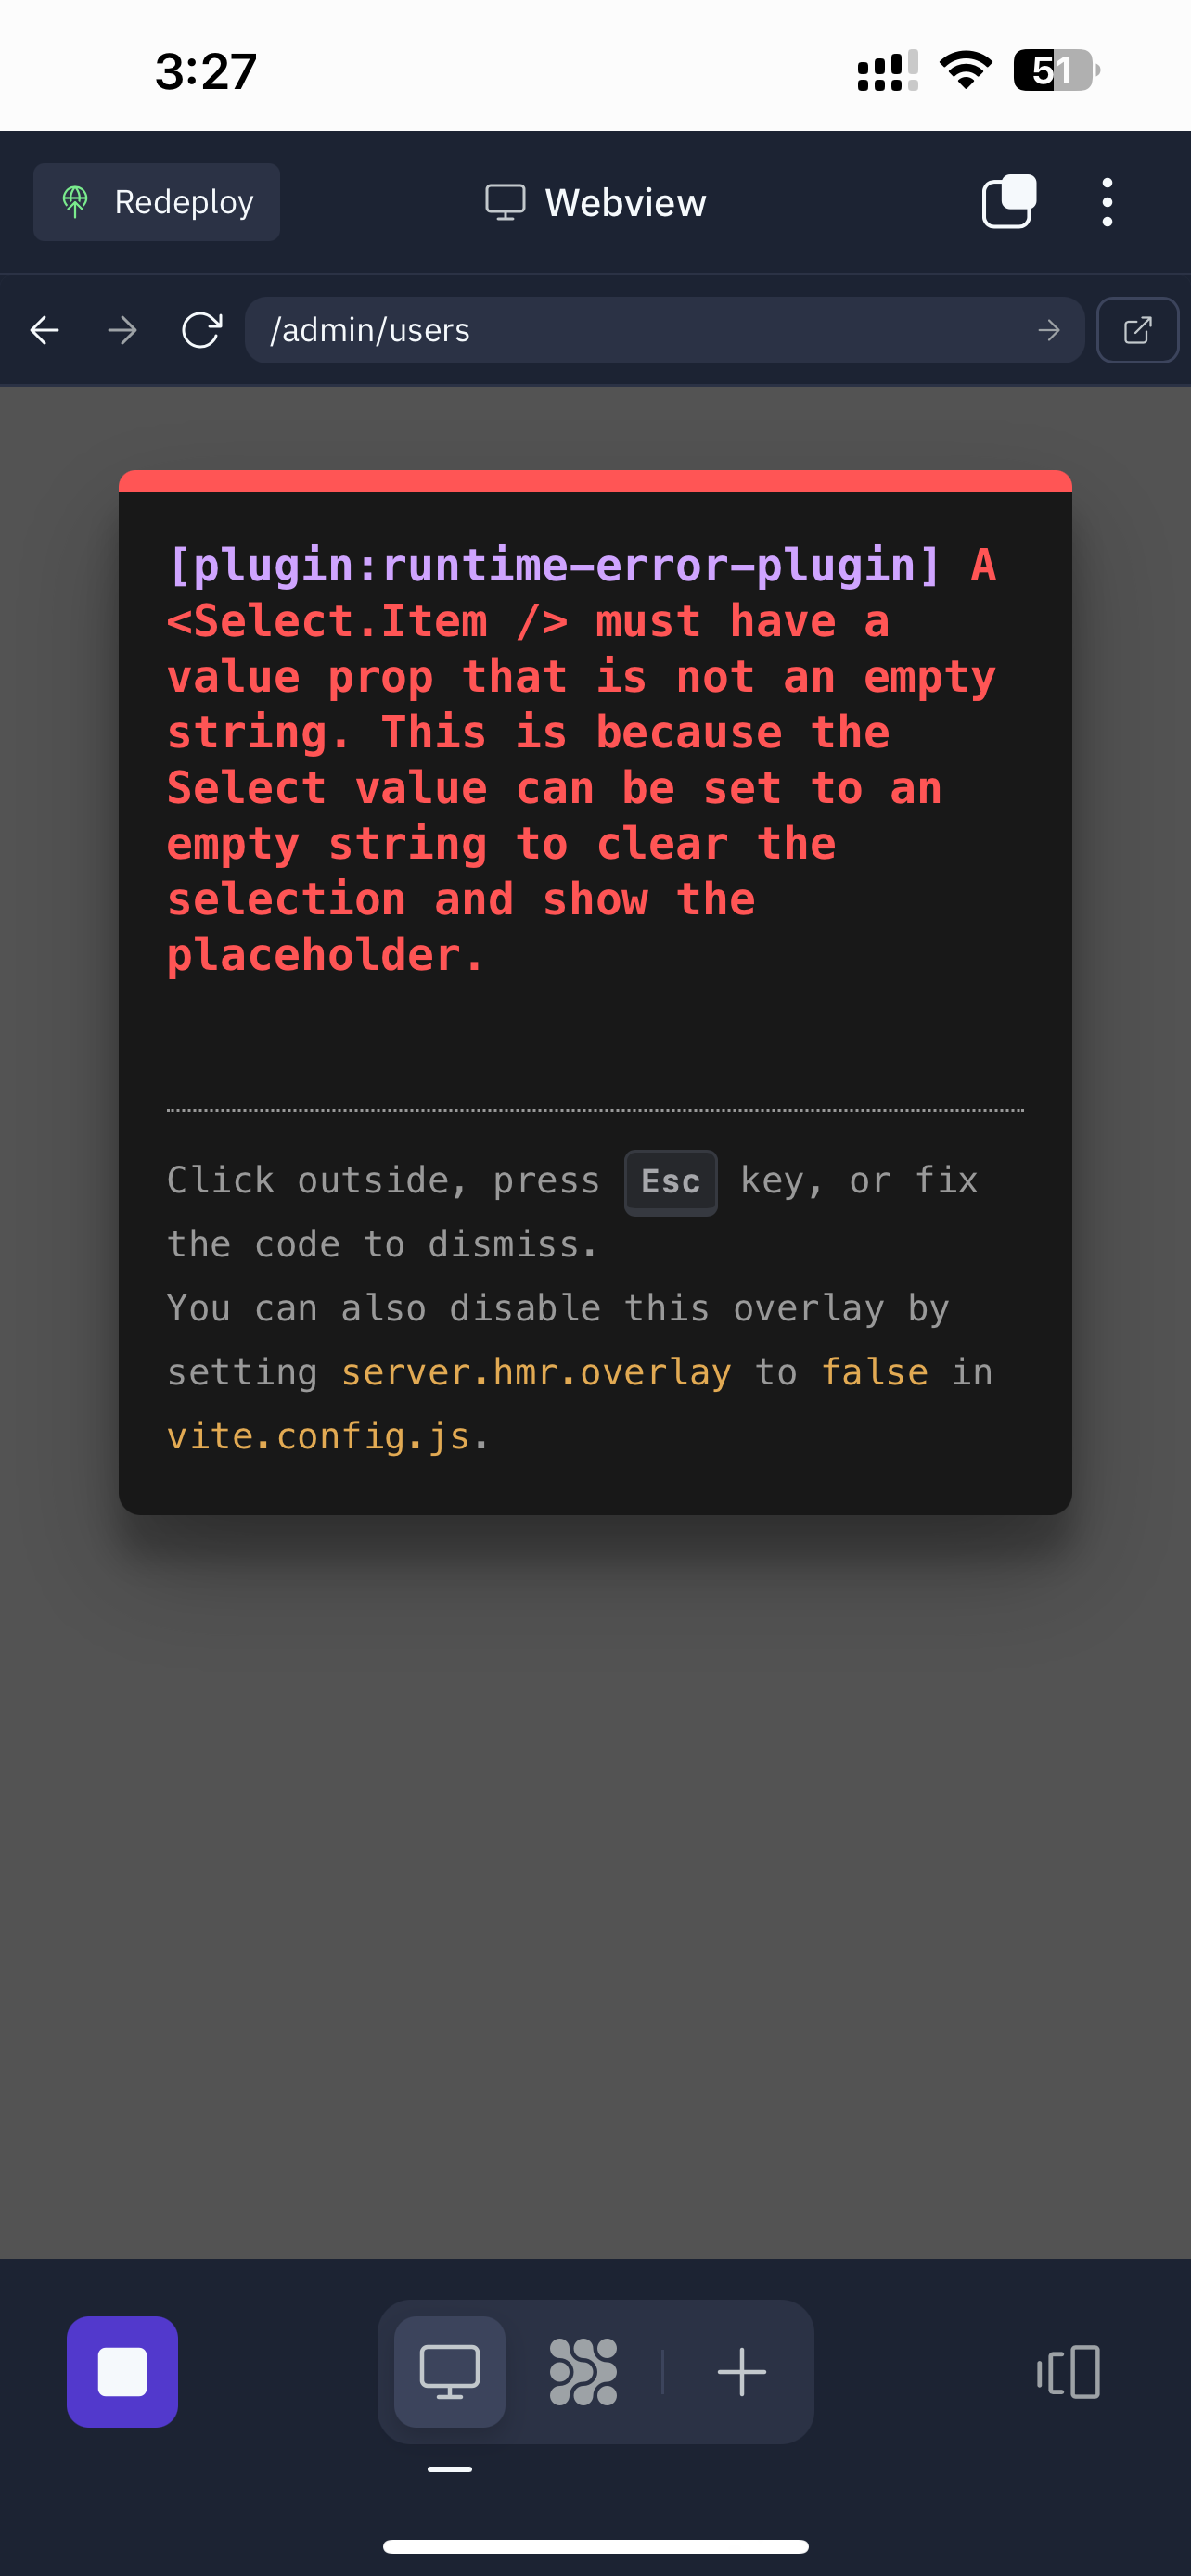 3:27
51
Redeploy
Webview
/admin/users
[plugin:runtime-error-plugin] A
<Select.Item /> must have a
value prop that is not an empty
string. This is because the
Select value can be set to an
empty string to clear the
selection and show the
placeholder.
Click outside, press Esc key, or fix
the code to dismiss.
You can also disable this overlay by
setting server.hmr.overlay to false in
vite.config.js.